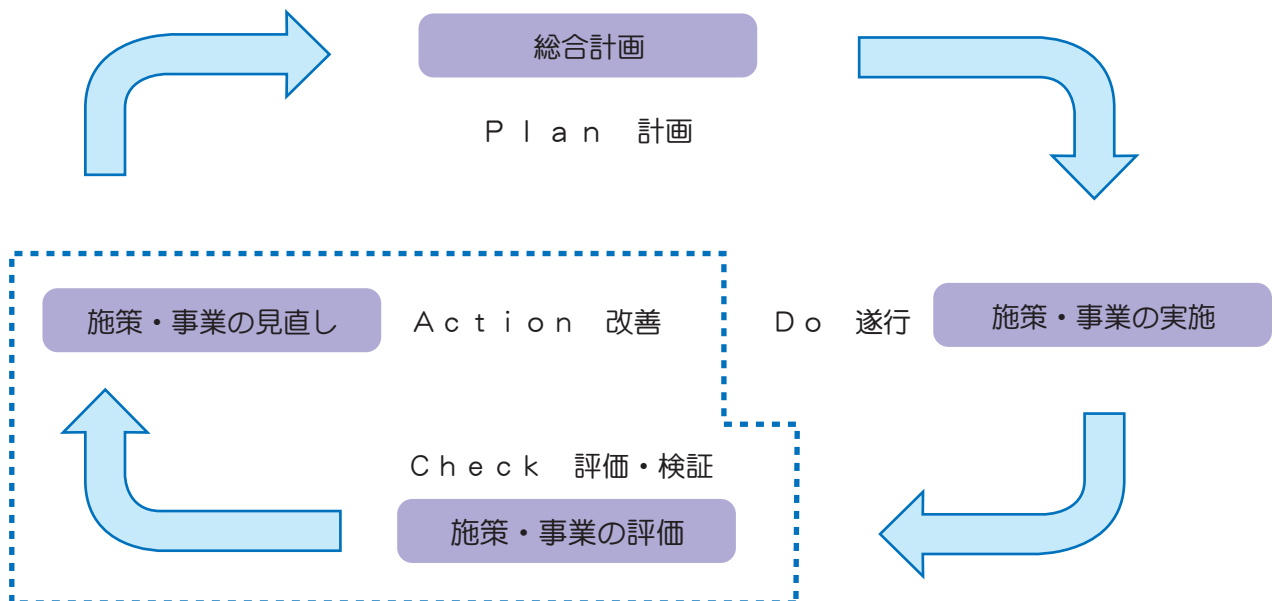 総合計画
Ｐｌａｎ　計画
施策・事業の見直し
Ａｃｔｉｏｎ　改善
Ｄｏ　遂行
施策・事業の実施
Ｃｈｅｃｋ　評価・検証
施策・事業の評価